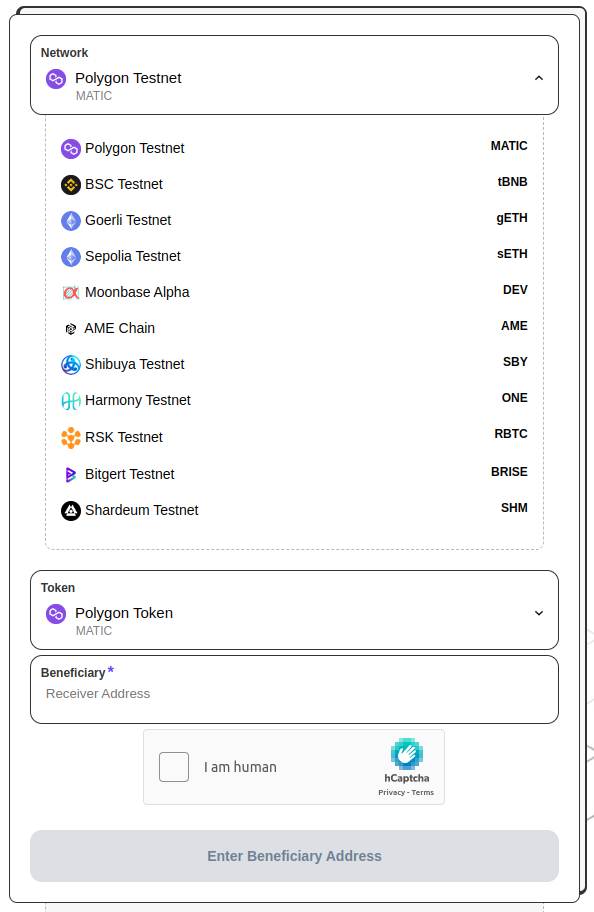 Network
Polygon Testnet
MATIC
Polygon Testnet MATIC
BSC Testnet tBNB
Goerli Testnet gETH
Sepolia Testnet sETH
Moonbase Alpha DEV
AME Chain AME
Shibuya Testnet SBY
Harmony Testnet ONE
RSK Testnet RBTC
Bitgert Testnet BRISE
Shardeum Testnet SHM
Token
Polygon Token
MATIC
Beneficiary *
Receiver Address
I am human
hCaptcha
Privacy - Terms
Enter Beneficiary Address